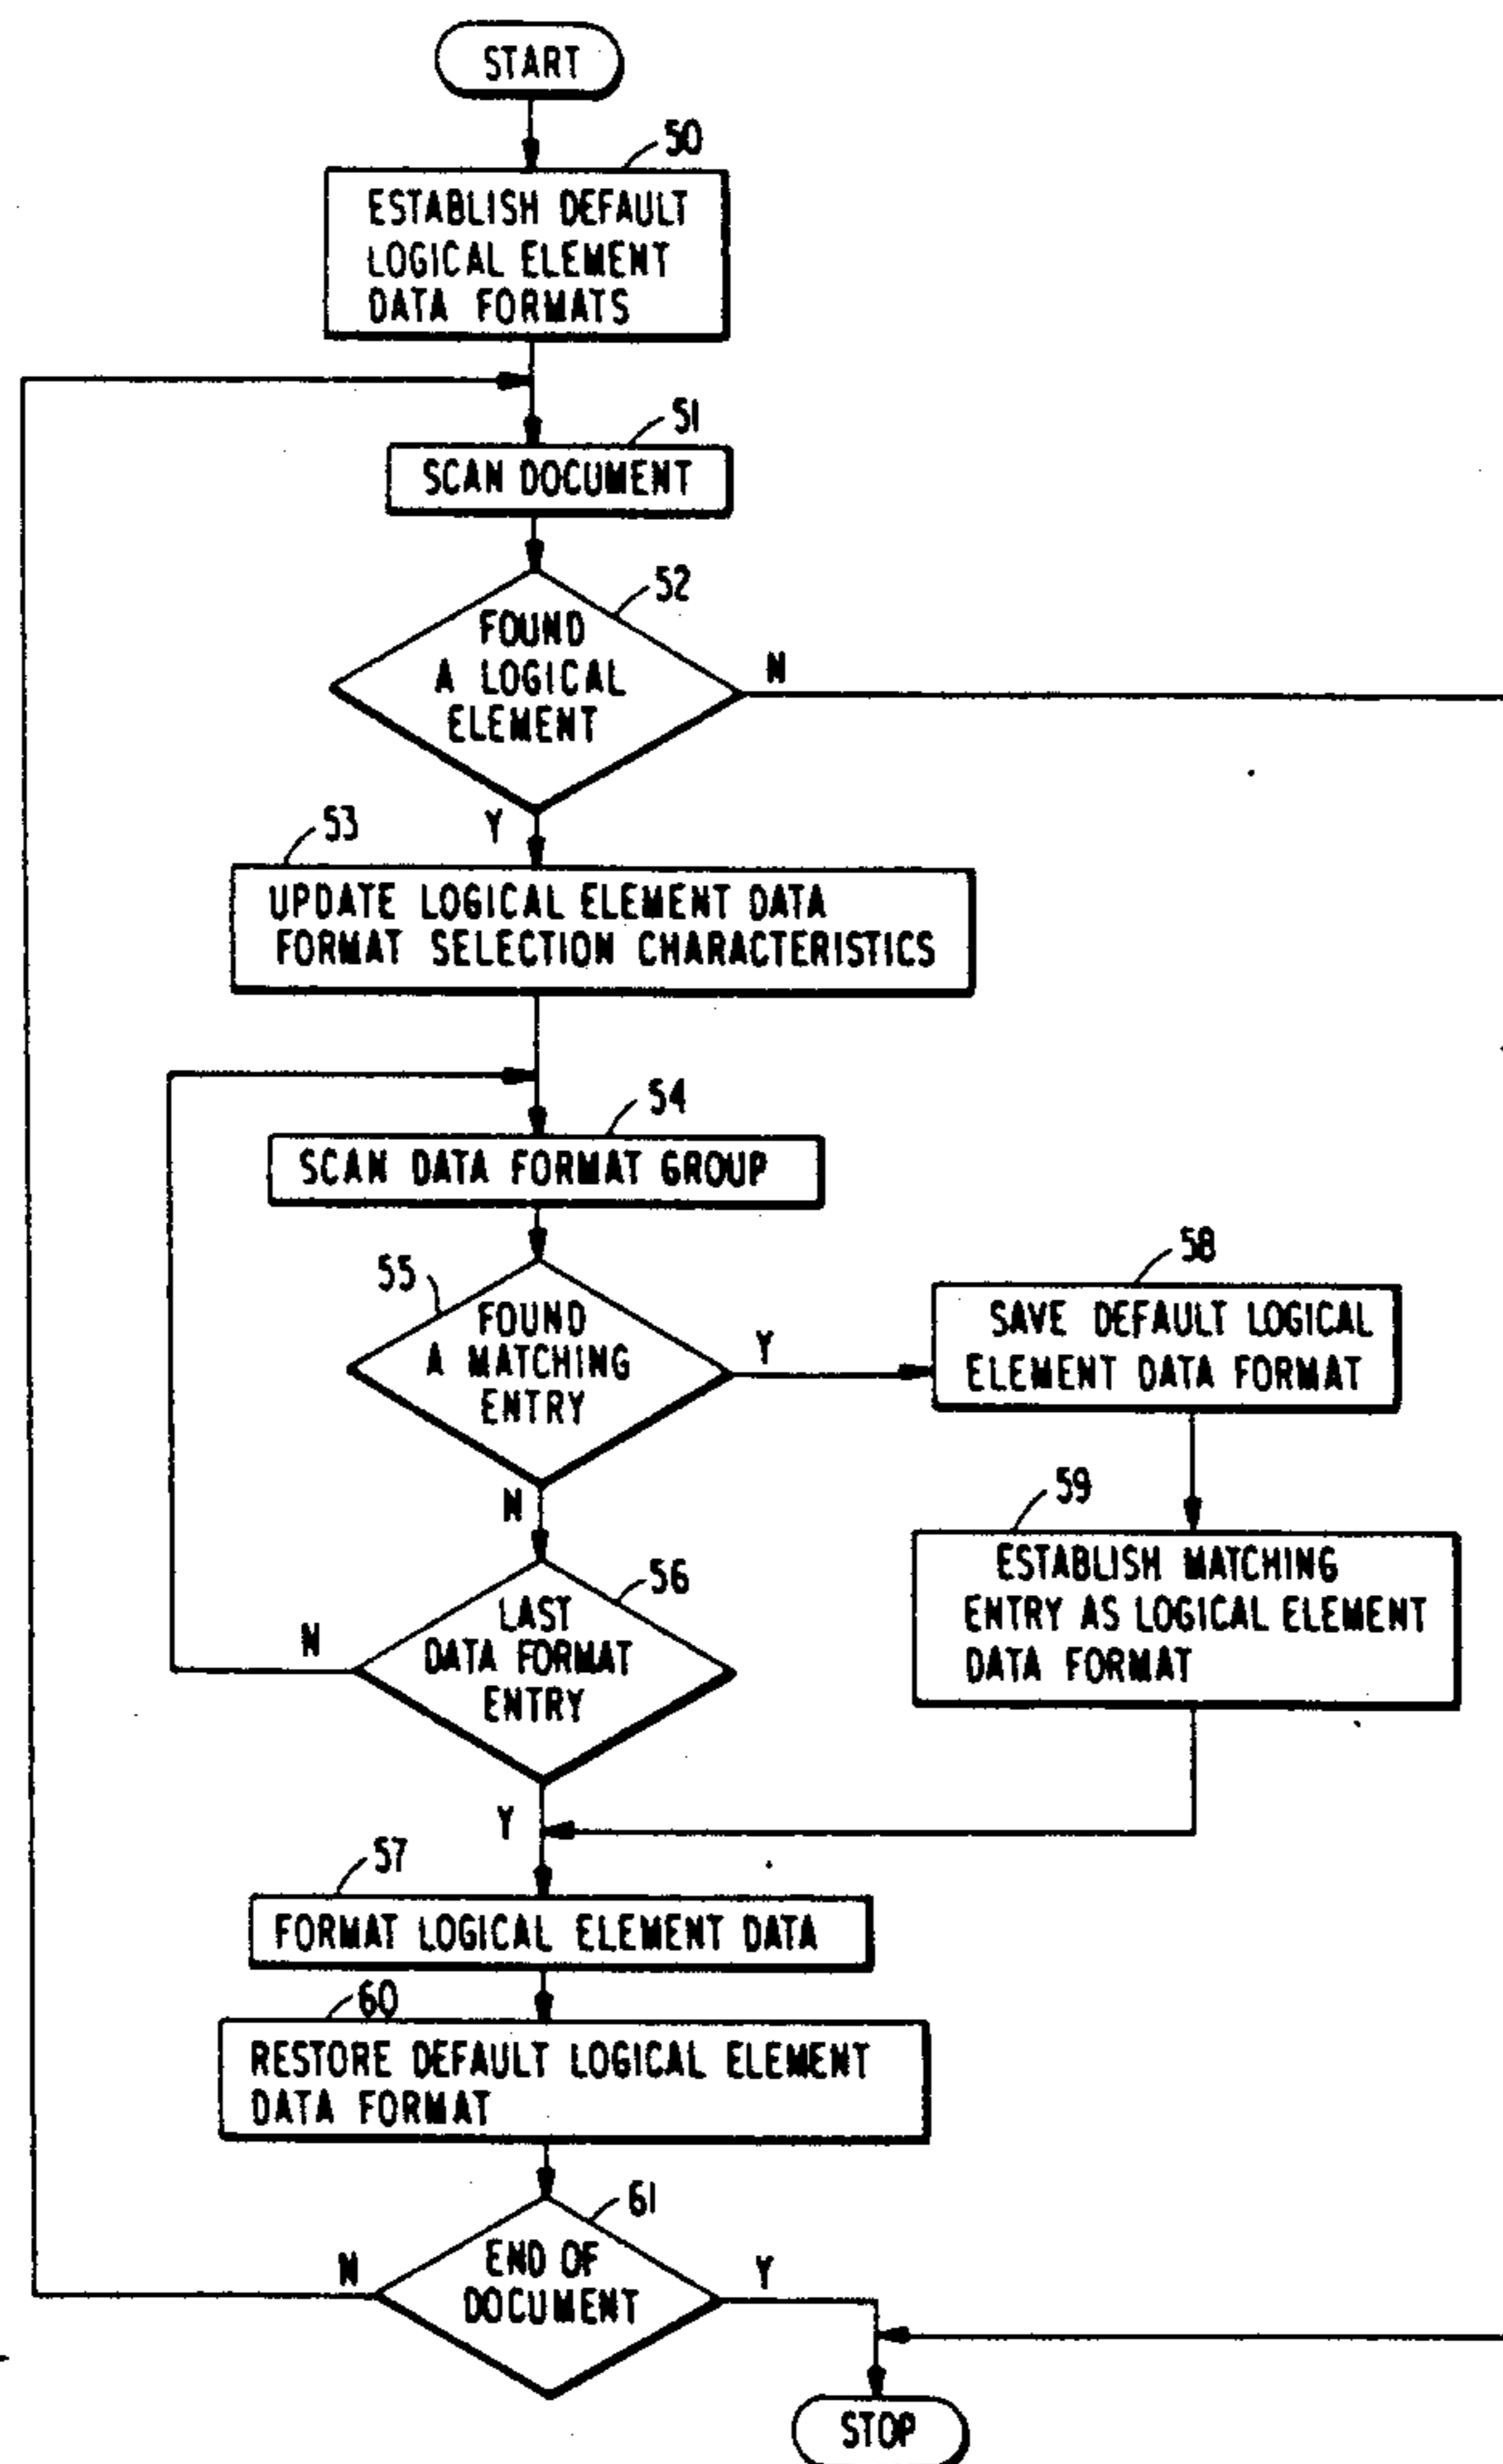 START
50
ESTABLISH DEFAULT
LOGICAL ELEMENT
DATA FORMATS
51
SCAN DOCUMENT
52
FOUND
A LOGICAL
ELEMENT
N
Y
53
UPDATE LOGICAL ELEMENT DATA
FORMAT SELECTION CHARACTERISTICS
54
SCAN DATA FORMAT GROUP
55
FOUND
A MATCHING
ENTRY
Y
N
58
SAVE DEFAULT LOGICAL
ELEMENT DATA FORMAT
59
ESTABLISH MATCHING
ENTRY AS LOGICAL ELEMENT
DATA FORMAT
56
LAST
DATA FORMAT
ENTRY
N
Y
57
FORMAT LOGICAL ELEMENT DATA
60
RESTORE DEFAULT LOGICAL ELEMENT
DATA FORMAT
61
END OF
DOCUMENT
N
Y
STOP